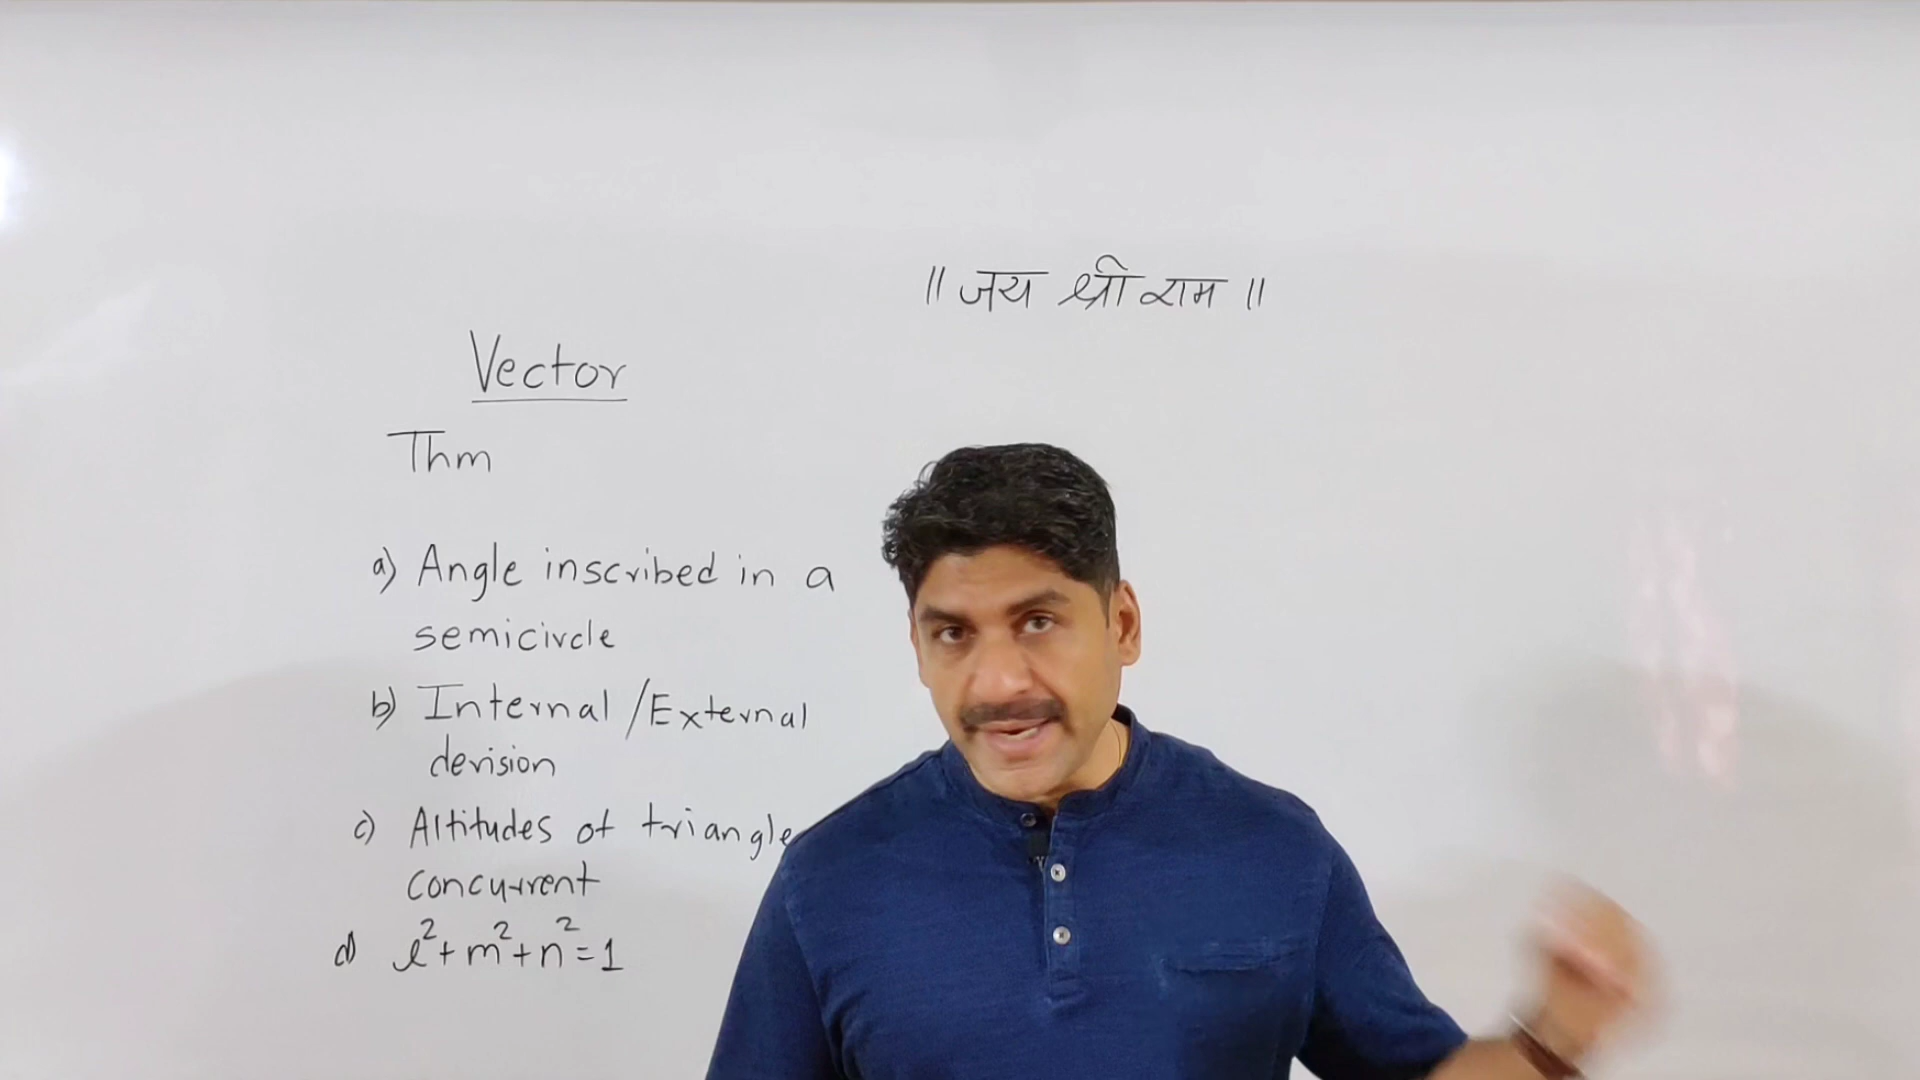 ॥ जय श्री राम ॥
Vector
Thm
a) Angle inscribed in a
semicircle
b) Internal / External
devision
c) Altitudes of triangle
concurrent
d) l²+m²+n²=1